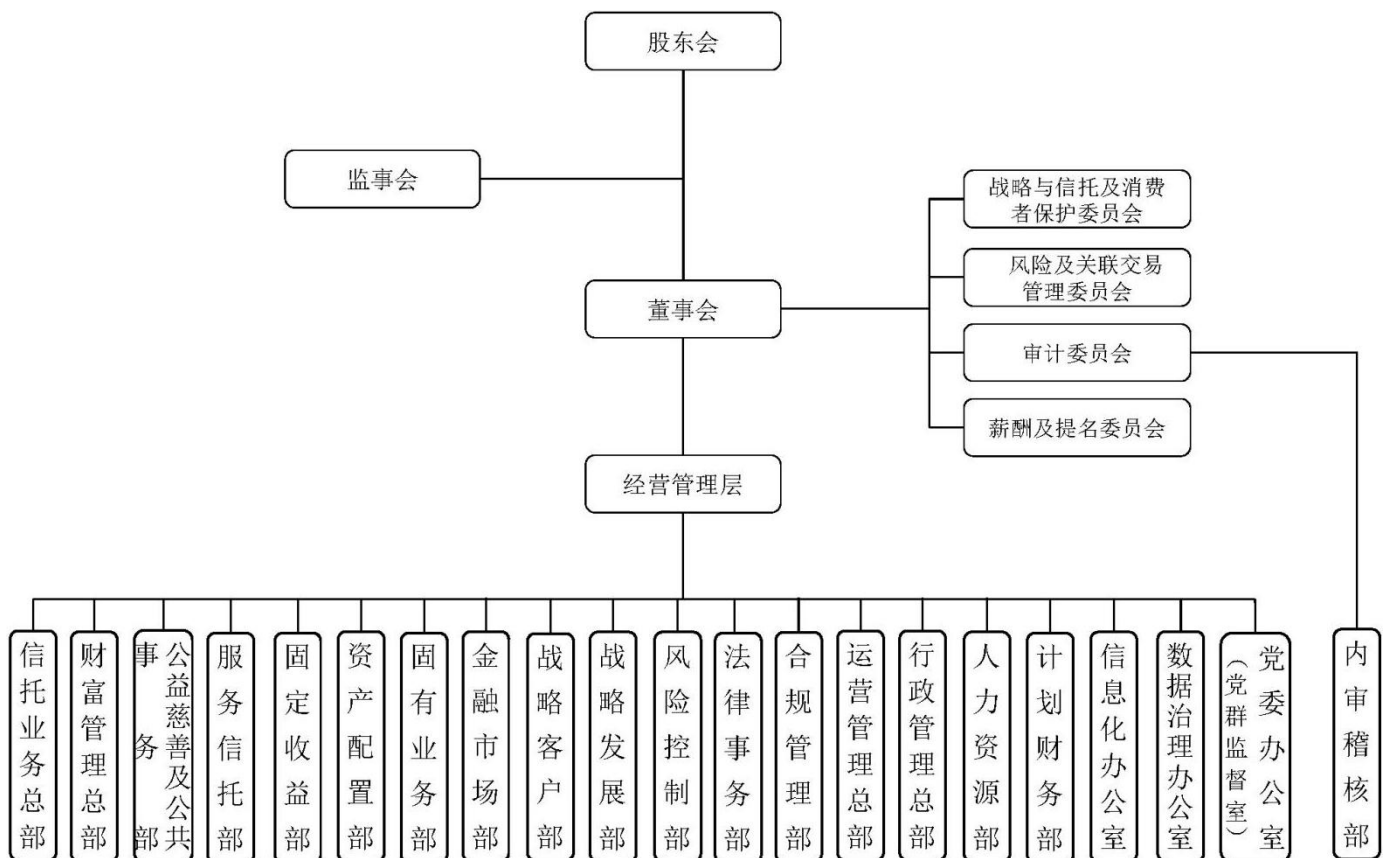 股东会
监事会
战略与信托及消费
者保护委员会
风险及关联交易
管理委员会
董事会
审计委员会
薪酬及提名委员会
经营管理层
信托业务总部
财富管理总部
公益慈善及公共
事务部
服务信托部
固定收益部
资产配置部
固有业务部
金融市场部
战略客户部
战略发展部
风险控制部
法律事务部
合规管理部
运营管理总部
行政管理总部
人力资源部
计划财务部
信息化办公室
数据治理办公室
党委办公室
（党群监督室）
内审稽核部